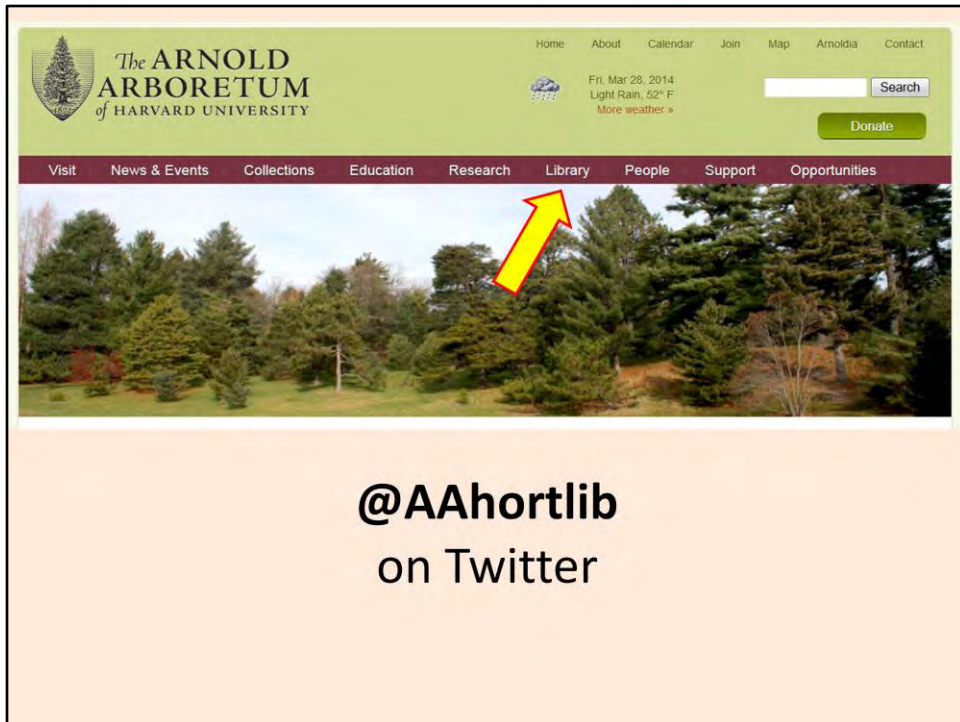 The ARNOLD
ARBORETUM
of HARVARD UNIVERSITY
Home About Calendar Join Map Arnoldia Contact
Fri, Mar 28, 2014
Light Rain, 52° F
More weather »
Search
Donate
Visit News & Events Collections Education Research Library People Support Opportunities
@AAhortlib
on Twitter